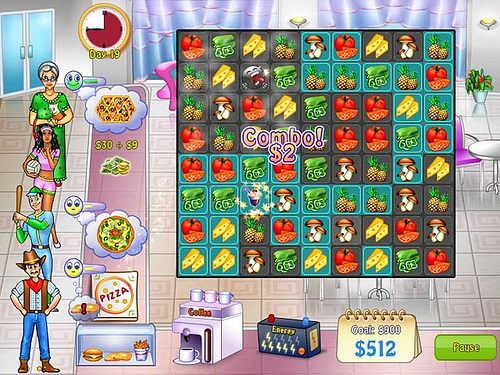 Day 19
$30 + $9
Combo!
$2
PIZZA
Coffee
Energy
Goal: $900
$512
Pause